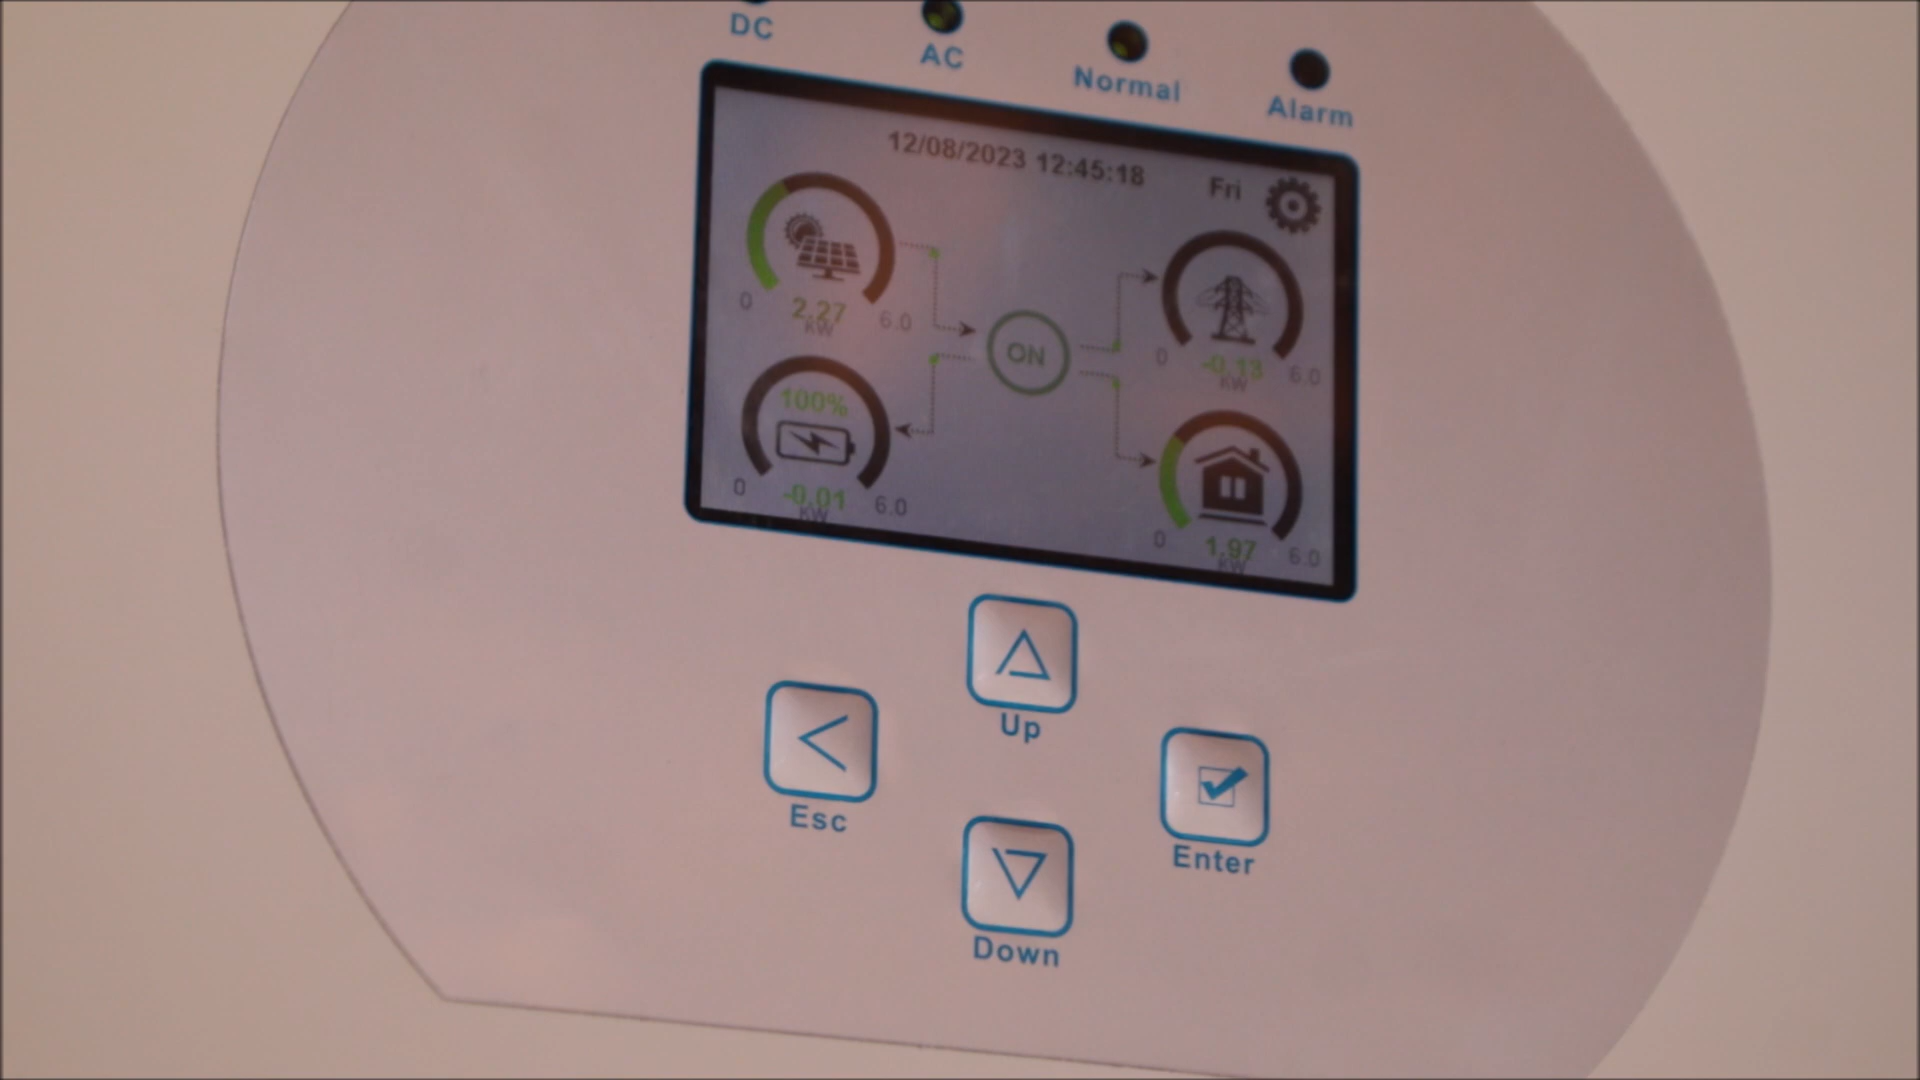 DC
AC
Normal
Alarm
12/08/2023 12:45:18 Fri
0 2.27 6.0
KW
ON
0 -0.13 6.0
KW
100%
0 -0.01 6.0
KW
0 1.97 6.0
KW
Up
Esc
Enter
Down